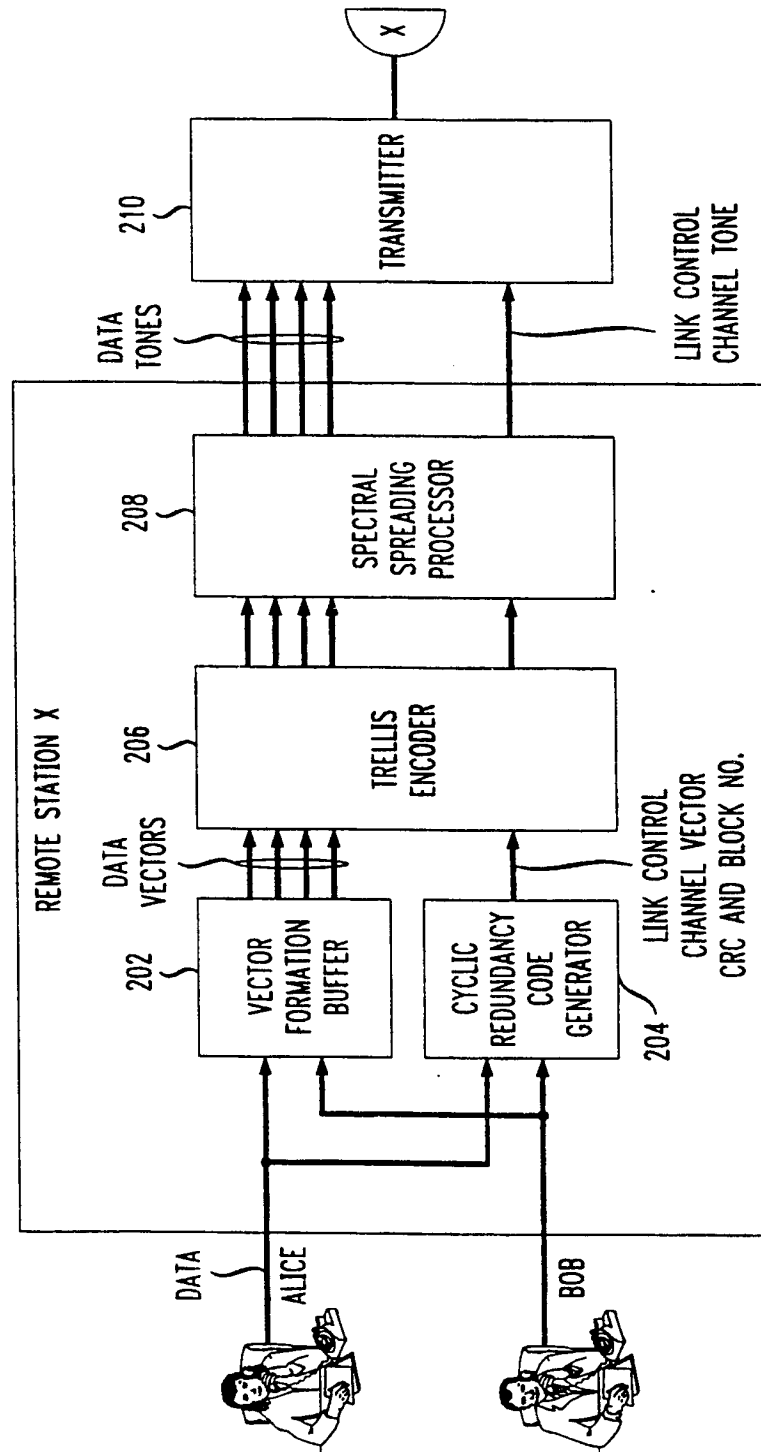 REMOTE STATION X
DATA
ALICE
BOB
202
VECTOR
FORMATION
BUFFER
CYCLIC
REDUNDANCY
CODE
GENERATOR
204
DATA
VECTORS
LINK CONTROL
CHANNEL VECTOR
CRC AND BLOCK NO.
206
TRELLIS
ENCODER
208
SPECTRAL
SPREADING
PROCESSOR
DATA
TONES
LINK CONTROL
CHANNEL TONE
210
TRANSMITTER
X